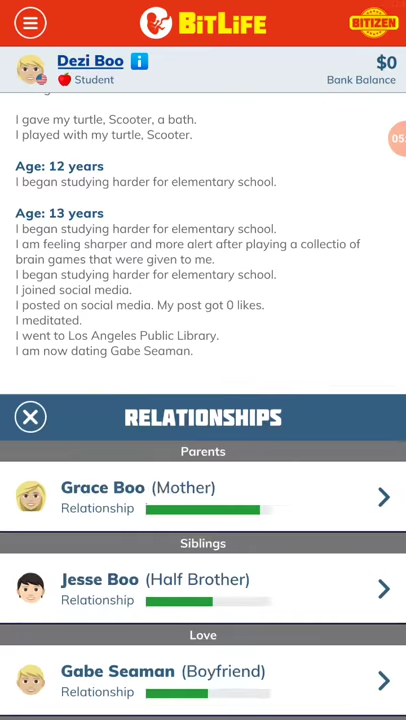 BITLIFE
BITIZEN
Dezi Boo i
$0
Student
Bank Balance
I gave my turtle, Scooter, a bath.
I played with my turtle, Scooter.
05
Age: 12 years
I began studying harder for elementary school.
Age: 13 years
I began studying harder for elementary school.
I am feeling sharper and more alert after playing a collectio of
brain games that were given to me.
I began studying harder for elementary school.
I joined social media.
I posted on social media. My post got 0 likes.
I meditated.
I went to Los Angeles Public Library.
I am now dating Gabe Seaman.
RELATIONSHIPS
Parents
Grace Boo (Mother)
Relationship
Siblings
Jesse Boo (Half Brother)
Relationship
Love
Gabe Seaman (Boyfriend)
Relationship